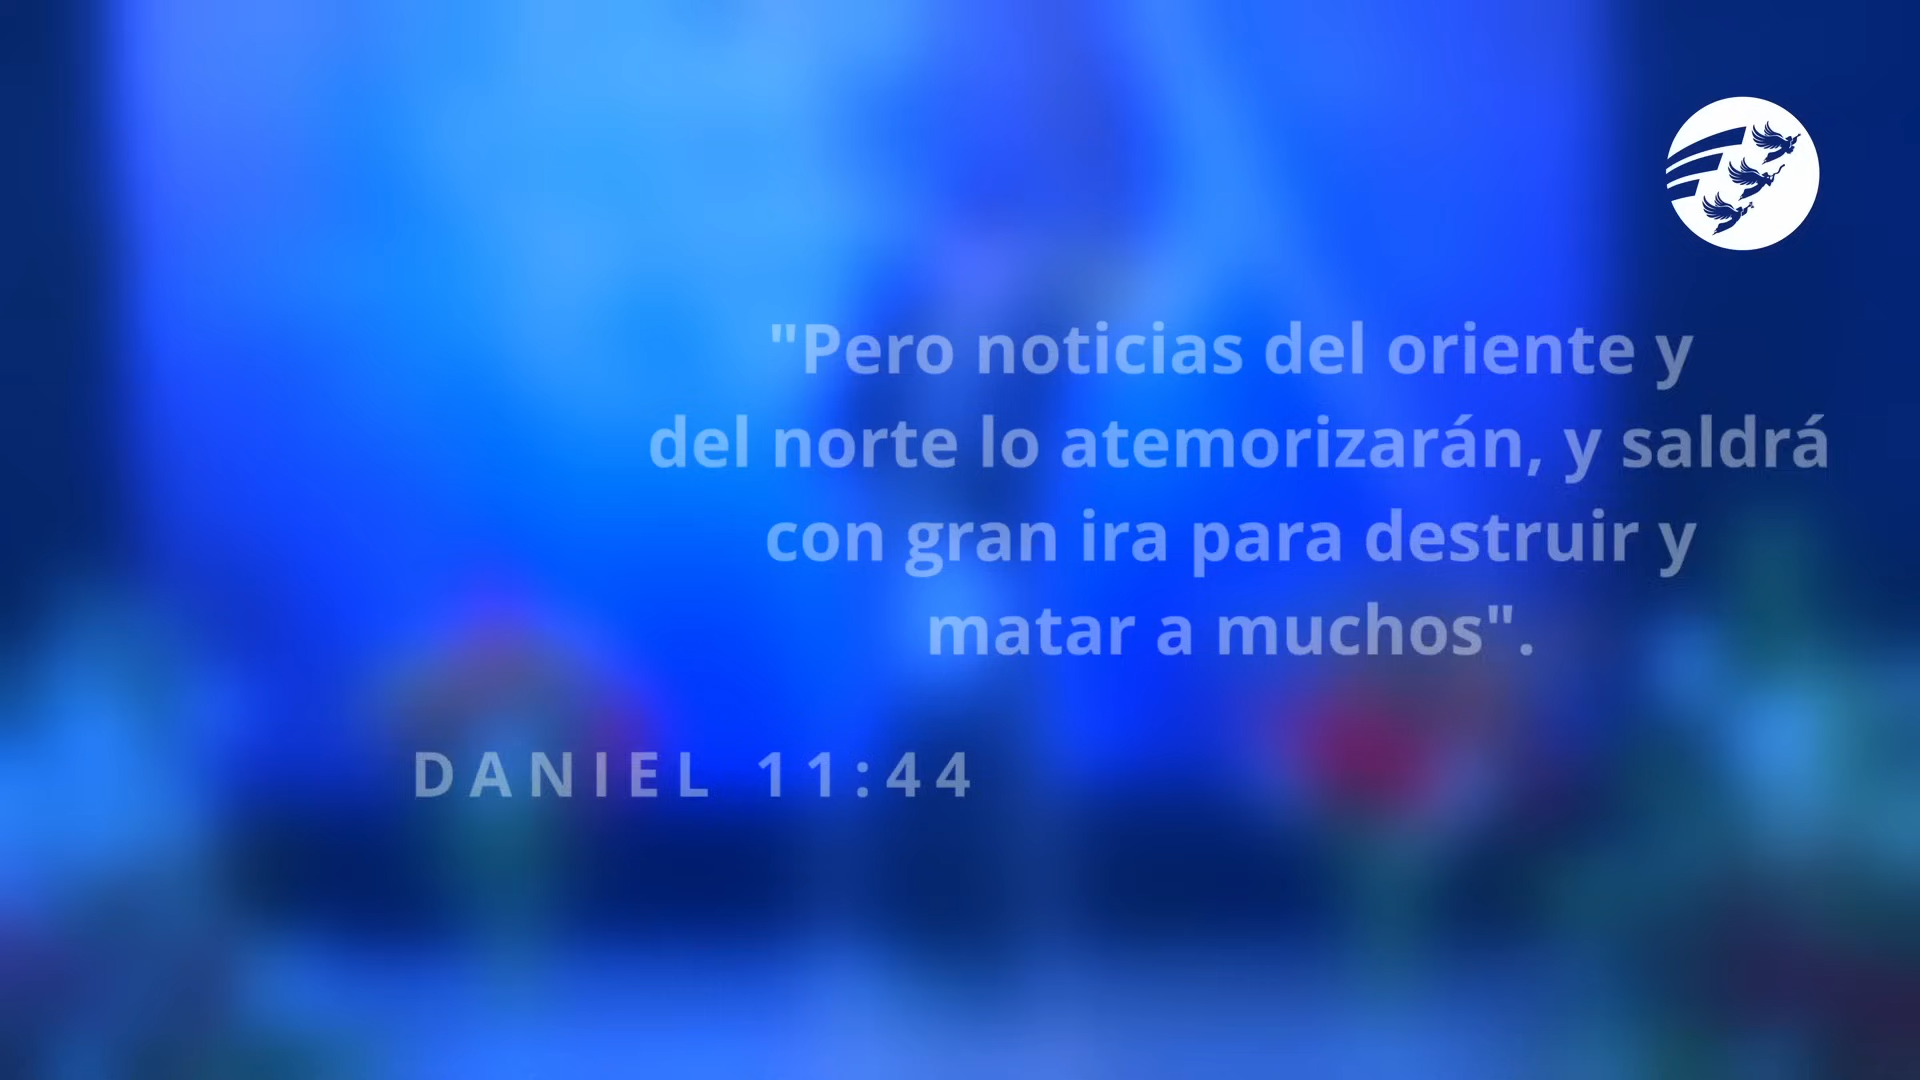 "Pero noticias del oriente y
del norte lo atemorizarán, y saldrá
con gran ira para destruir y
matar a muchos".
DANIEL 11:44